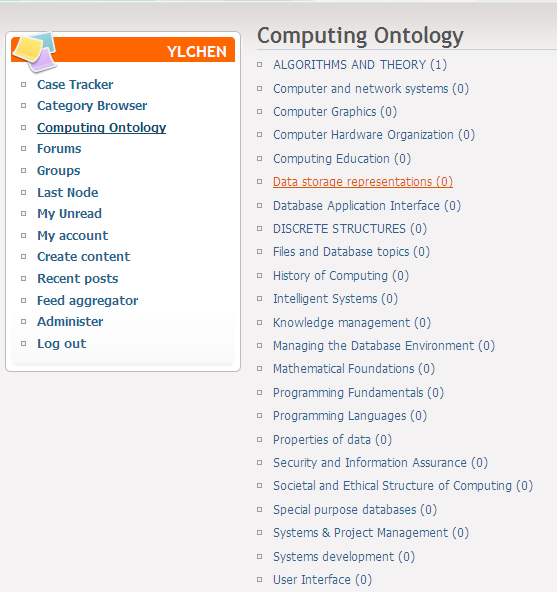 YLCHEN
Case Tracker
Category Browser
Computing Ontology
Forums
Groups
Last Node
My Unread
My account
Create content
Recent posts
Feed aggregator
Administer
Log out
Computing Ontology
ALGORITHMS AND THEORY (1)
Computer and network systems (0)
Computer Graphics (0)
Computer Hardware Organization (0)
Computing Education (0)
Data storage representations (0)
Database Application Interface (0)
DISCRETE STRUCTURES (0)
Files and Database topics (0)
History of Computing (0)
Intelligent Systems (0)
Knowledge management (0)
Managing the Database Environment (0)
Mathematical Foundations (0)
Programming Fundamentals (0)
Programming Languages (0)
Properties of data (0)
Security and Information Assurance (0)
Societal and Ethical Structure of Computing (0)
Special purpose databases (0)
Systems & Project Management (0)
Systems development (0)
User Interface (0)